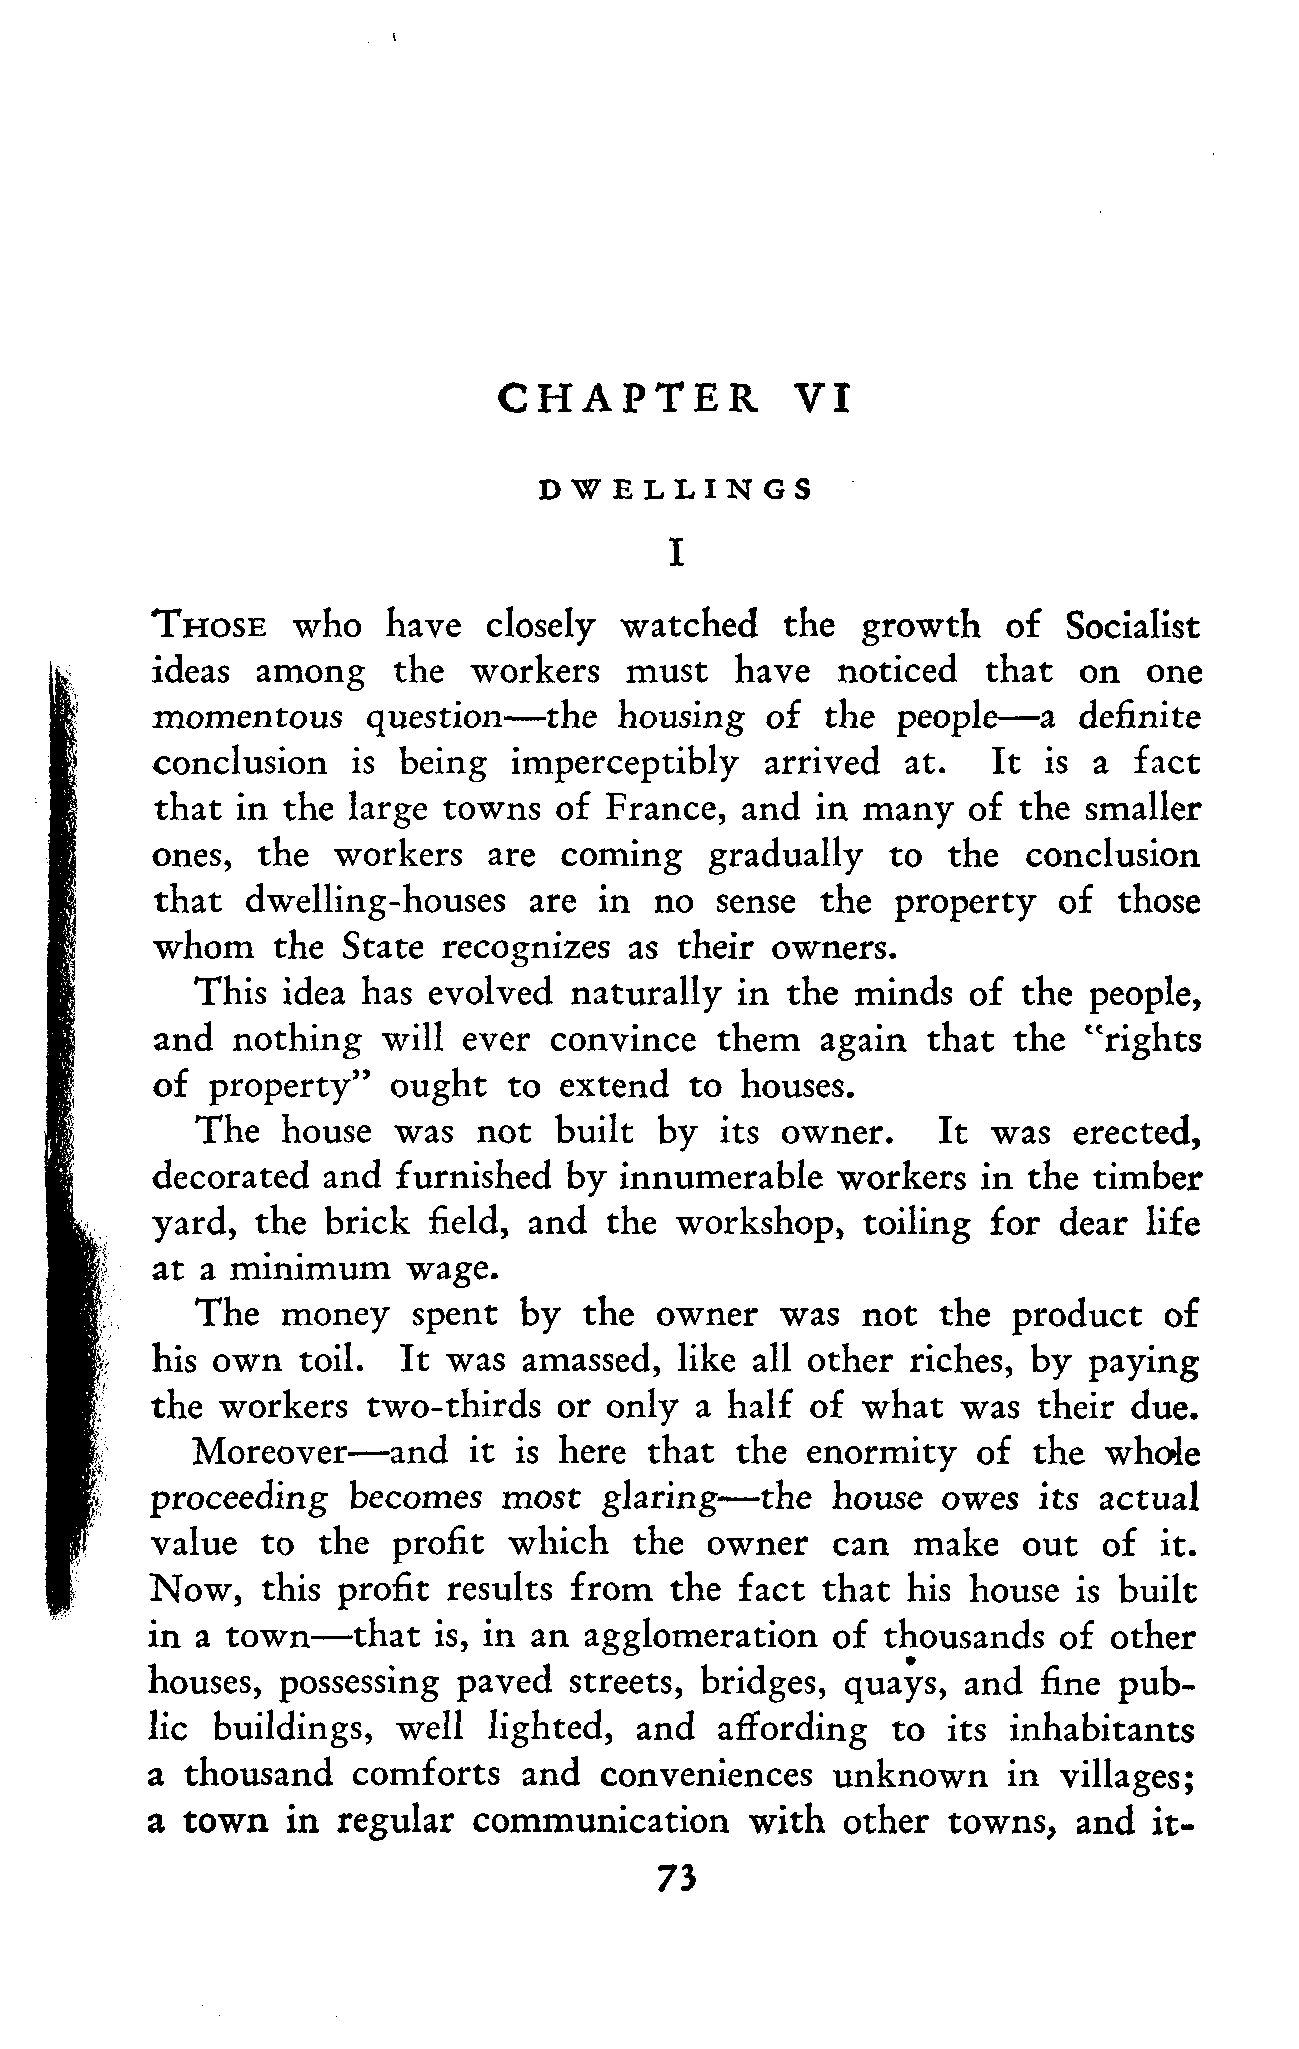 CHAPTER VI
DWELLINGS
I
THOSE who have closely watched the growth of Socialist
ideas among the workers must have noticed that on one
momentous question—the housing of the people—a definite
conclusion is being imperceptibly arrived at. It is a fact
that in the large towns of France, and in many of the smaller
ones, the workers are coming gradually to the conclusion
that dwelling-houses are in no sense the property of those
whom the State recognizes as their owners.
This idea has evolved naturally in the minds of the people,
and nothing will ever convince them again that the "rights
of property" ought to extend to houses.
The house was not built by its owner. It was erected,
decorated and furnished by innumerable workers in the timber
yard, the brick field, and the workshop, toiling for dear life
at a minimum wage.
The money spent by the owner was not the product of
his own toil. It was amassed, like all other riches, by paying
the workers two-thirds or only a half of what was their due.
Moreover—and it is here that the enormity of the whole
proceeding becomes most glaring—the house owes its actual
value to the profit which the owner can make out of it.
Now, this profit results from the fact that his house is built
in a town—that is, in an agglomeration of thousands of other
houses, possessing paved streets, bridges, quays, and fine pub-
lic buildings, well lighted, and affording to its inhabitants
a thousand comforts and conveniences unknown in villages;
a town in regular communication with other towns, and it-
73